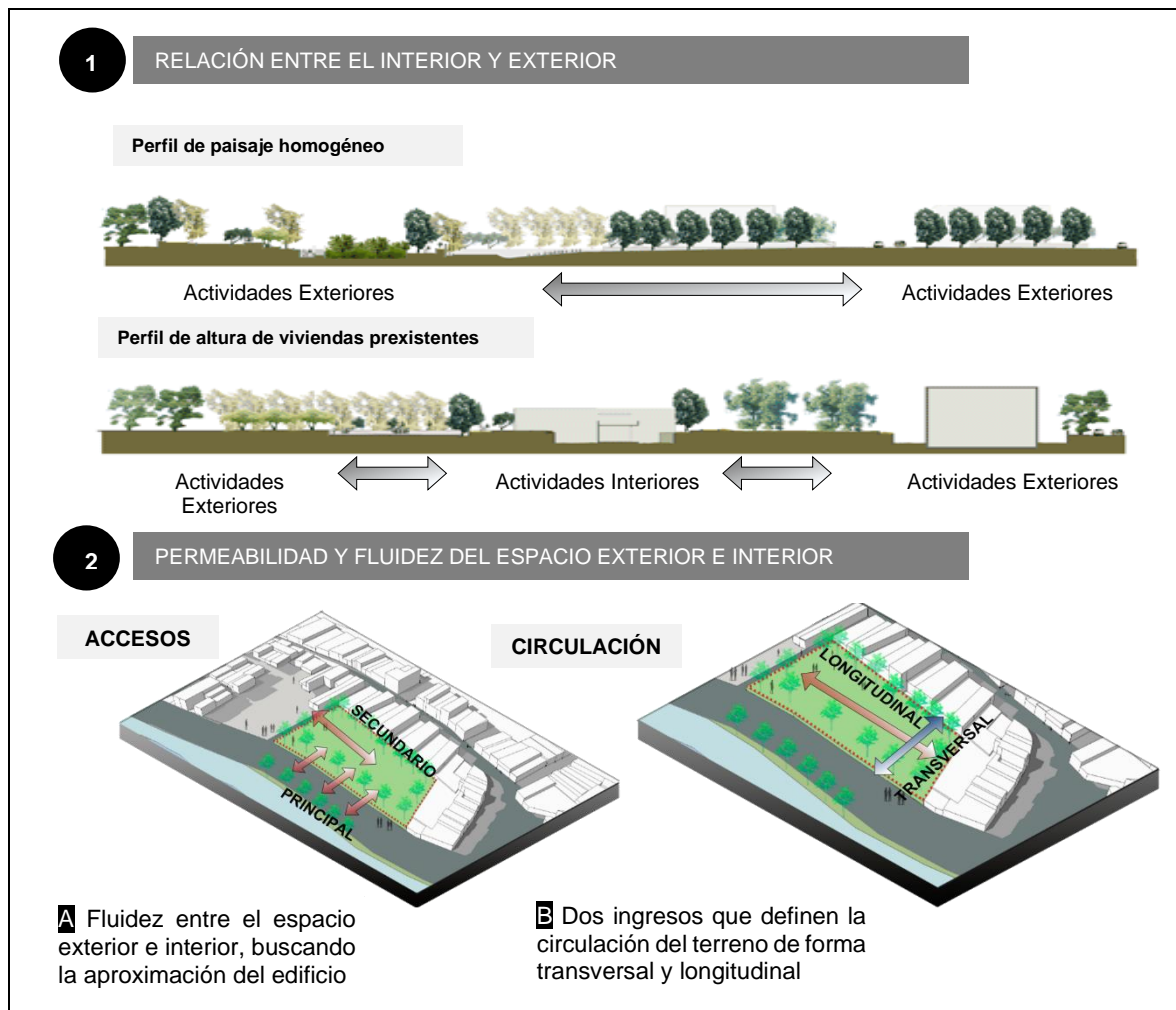 1
RELACIÓN ENTRE EL INTERIOR Y EXTERIOR
Perfil de paisaje homogéneo
Actividades Exteriores
Actividades Exteriores
Perfil de altura de viviendas prexistentes
Actividades
Exteriores
Actividades Interiores
Actividades Exteriores
2
PERMEABILIDAD Y FLUIDEZ DEL ESPACIO EXTERIOR E INTERIOR
ACCESOS
SECUNDARIO
PRINCIPAL
CIRCULACIÓN
LONGITUDINAL
TRANSVERSAL
A Fluidez entre el espacio
exterior e interior, buscando
la aproximación del edificio
B Dos ingresos que definen la
circulación del terreno de forma
transversal y longitudinal